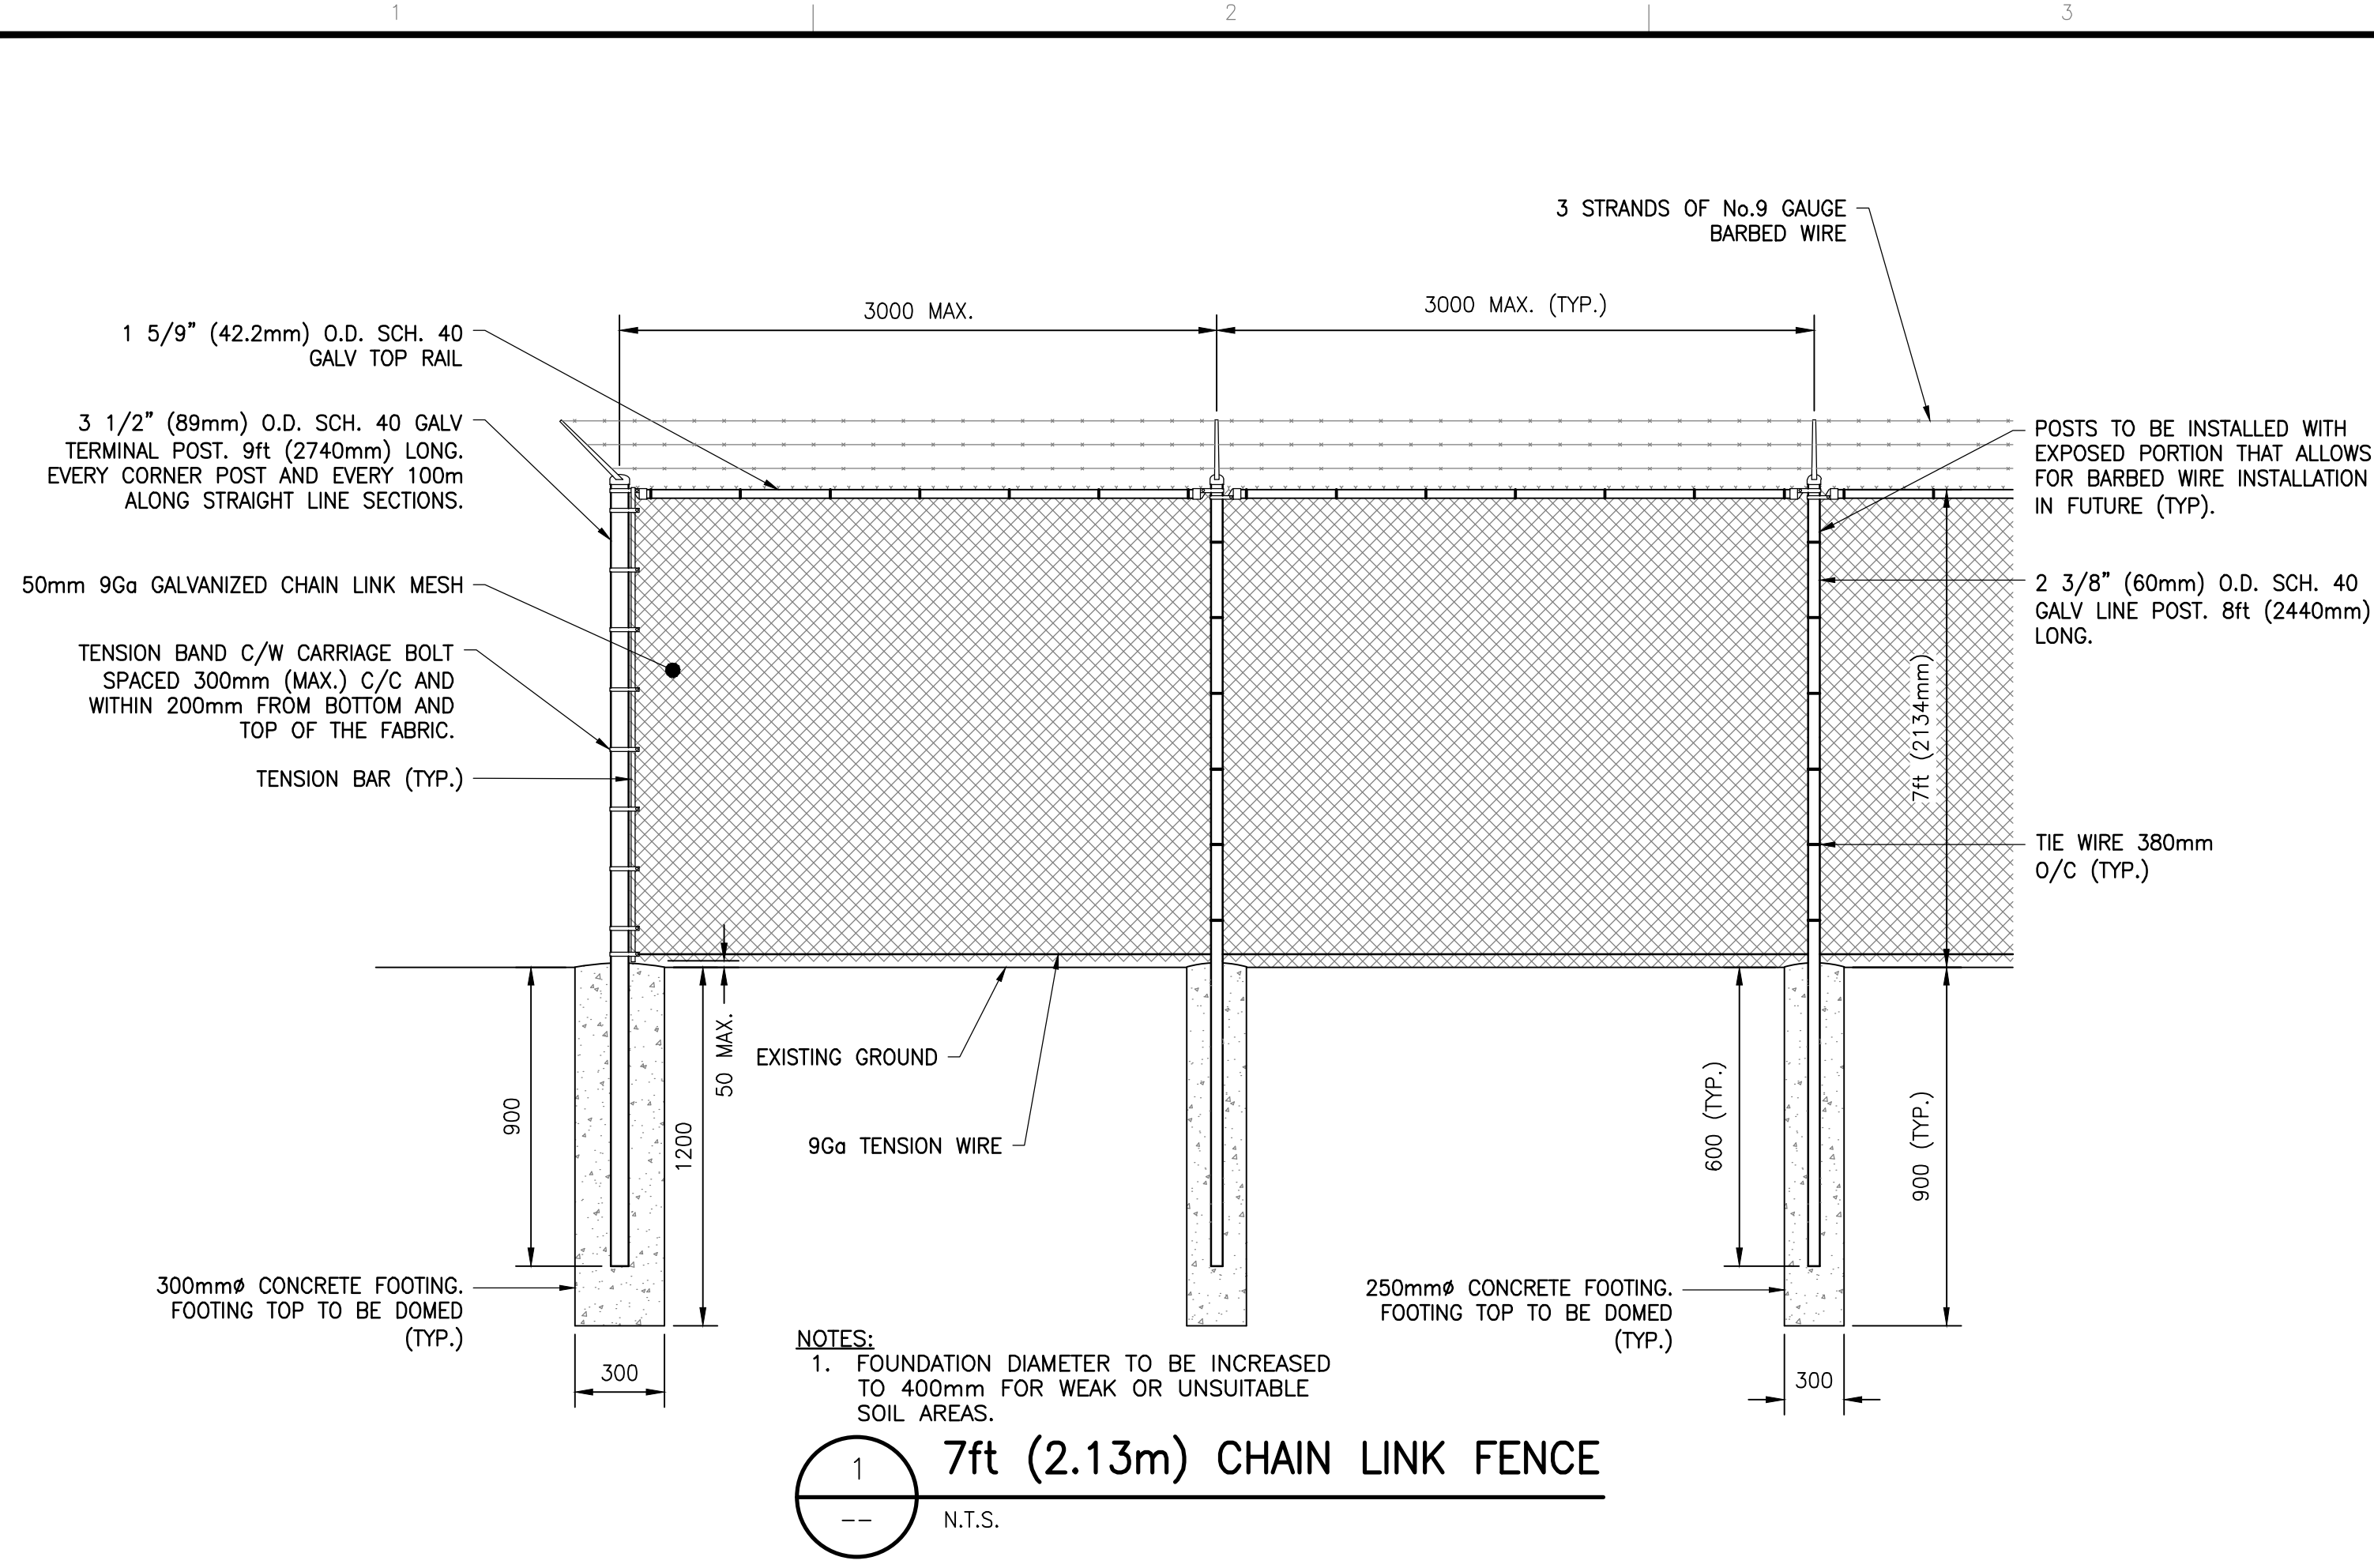 1
2
3
3 STRANDS OF No.9 GAUGE
BARBED WIRE
3000 MAX.
3000 MAX. (TYP.)
1 5/9" (42.2mm) O.D. SCH. 40
GALV TOP RAIL
3 1/2" (89mm) O.D. SCH. 40 GALV
TERMINAL POST. 9ft (2740mm) LONG.
EVERY CORNER POST AND EVERY 100m
ALONG STRAIGHT LINE SECTIONS.
50mm 9Ga GALVANIZED CHAIN LINK MESH
TENSION BAND C/W CARRIAGE BOLT
SPACED 300mm (MAX.) C/C AND
WITHIN 200mm FROM BOTTOM AND
TOP OF THE FABRIC.
TENSION BAR (TYP.)
POSTS TO BE INSTALLED WITH
EXPOSED PORTION THAT ALLOWS
FOR BARBED WIRE INSTALLATION
IN FUTURE (TYP).
2 3/8" (60mm) O.D. SCH. 40
GALV LINE POST. 8ft (2440mm)
LONG.
7ft (2134mm)
TIE WIRE 380mm
O/C (TYP.)
900
1200
50 MAX.
EXISTING GROUND
9Ga TENSION WIRE
600 (TYP.)
900 (TYP.)
300mmø CONCRETE FOOTING.
FOOTING TOP TO BE DOMED
(TYP.)
300
250mmø CONCRETE FOOTING.
FOOTING TOP TO BE DOMED
(TYP.)
300
NOTES:
1. FOUNDATION DIAMETER TO BE INCREASED
TO 400mm FOR WEAK OR UNSUITABLE
SOIL AREAS.
1
--
7ft (2.13m) CHAIN LINK FENCE
N.T.S.